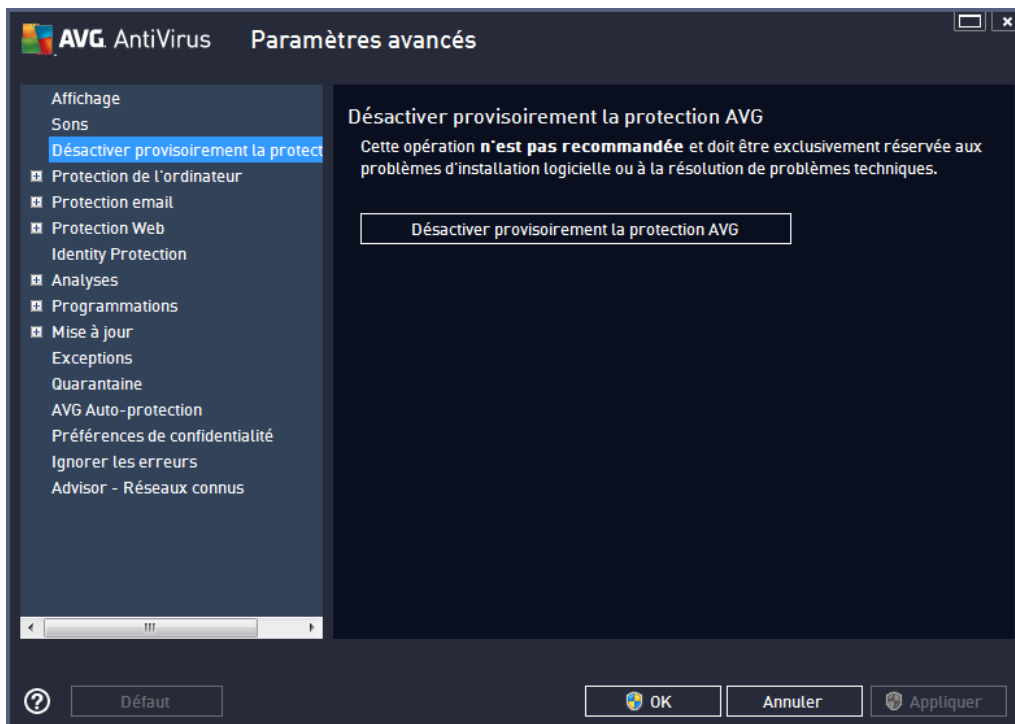 AVG AntiVirus Paramètres avancés
Affichage
Sons
Désactiver provisoirement la protect
Protection de l'ordinateur
Protection email
Protection Web
Identity Protection
Analyses
Programmations
Mise à jour
Exceptions
Quarantaine
AVG Auto-protection
Préférences de confidentialité
Ignorer les erreurs
Advisor - Réseaux connus
Désactiver provisoirement la protection AVG
Cette opération n'est pas recommandée et doit être exclusivement réservée aux
problèmes d'installation logicielle ou à la résolution de problèmes techniques.
Désactiver provisoirement la protection AVG
Défaut
OK
Annuler
Appliquer